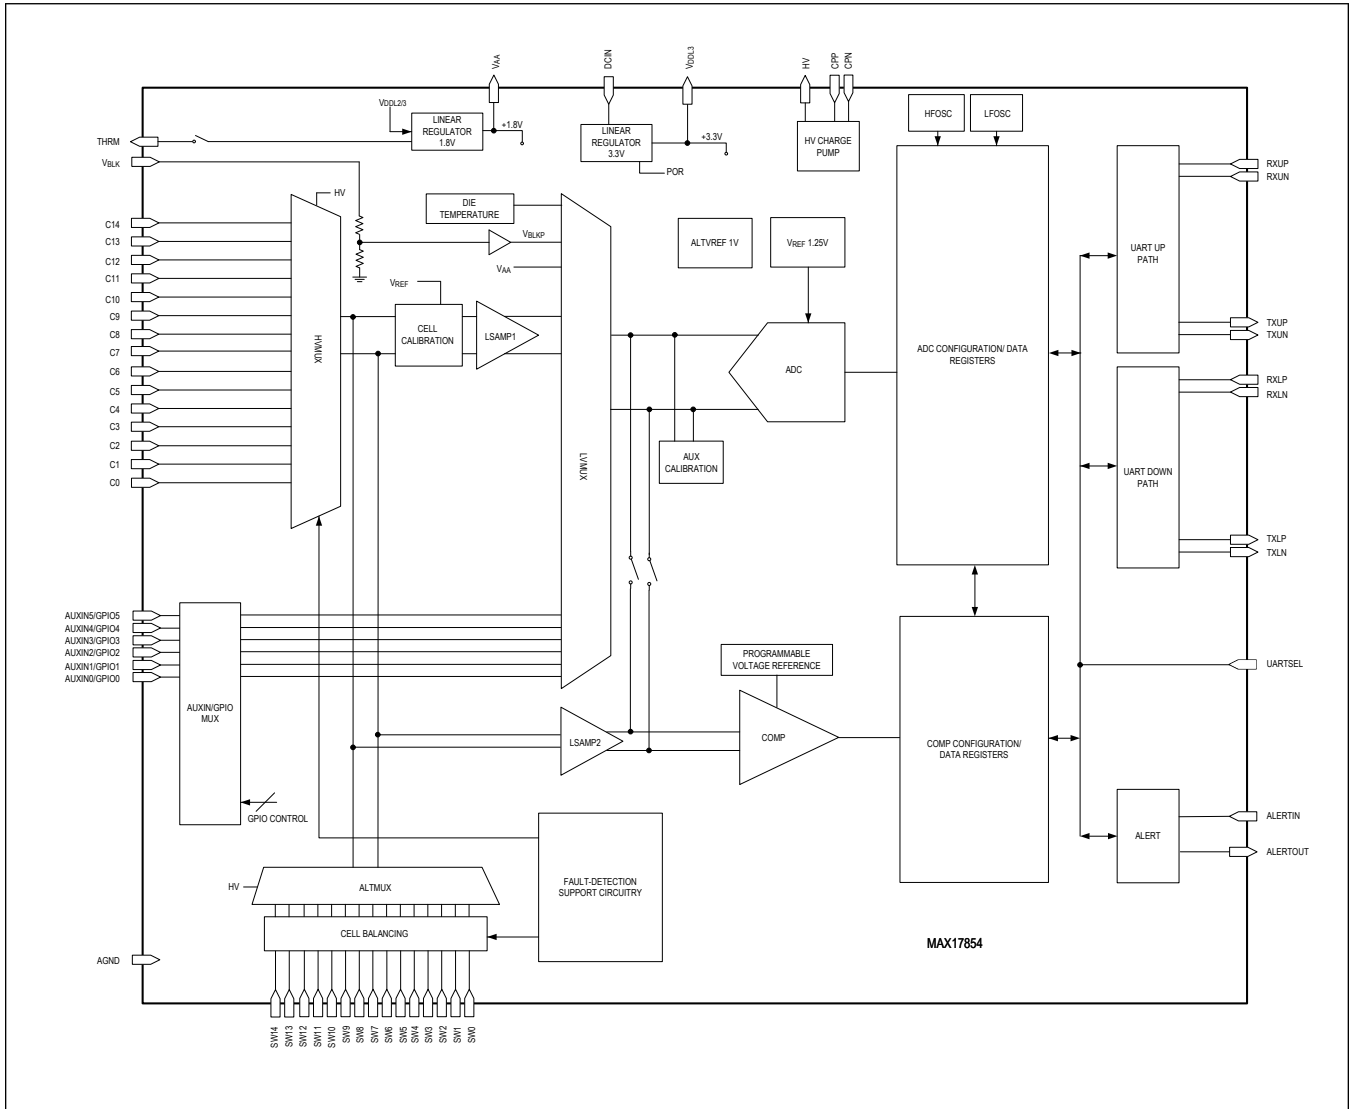 VAA
DCIN
VDDL3
HV
CPP
CPN
VDDL2/3
LINEAR
REGULATOR
1.8V
+1.8V
LINEAR
REGULATOR
3.3V
+3.3V
POR
HV CHARGE
PUMP
HFOSC
LFOSC
THRM
VBLK
HV
C14
C13
C12
C11
C10
C9
C8
C7
C6
C5
C4
C3
C2
C1
C0
HVMUX
DIE
TEMPERATURE
VBLKP
VAA
VREF
CELL
CALIBRATION
LSAMP1
LVMUX
ALTVREF 1V
VREF 1.25V
ADC
AUX
CALIBRATION
ADC CONFIGURATION/ DATA
REGISTERS
UART UP
PATH
RXUP
RXUN
TXUP
TXUN
UART DOWN
PATH
RXLP
RXLN
TXLP
TXLN
AUXIN5/GPIO5
AUXIN4/GPIO4
AUXIN3/GPIO3
AUXIN2/GPIO2
AUXIN1/GPIO1
AUXIN0/GPIO0
AUXIN/GPIO
MUX
GPIO CONTROL
LSAMP2
PROGRAMMABLE
VOLTAGE REFERENCE
COMP
COMP CONFIGURATION/
DATA REGISTERS
UARTSEL
ALERT
ALERTIN
ALERTOUT
HV
ALTMUX
CELL BALANCING
FAULT-DETECTION
SUPPORT CIRCUITRY
MAX17854
AGND
SW14
SW13
SW12
SW11
SW10
SW9
SW8
SW7
SW6
SW5
SW4
SW3
SW2
SW1
SW0